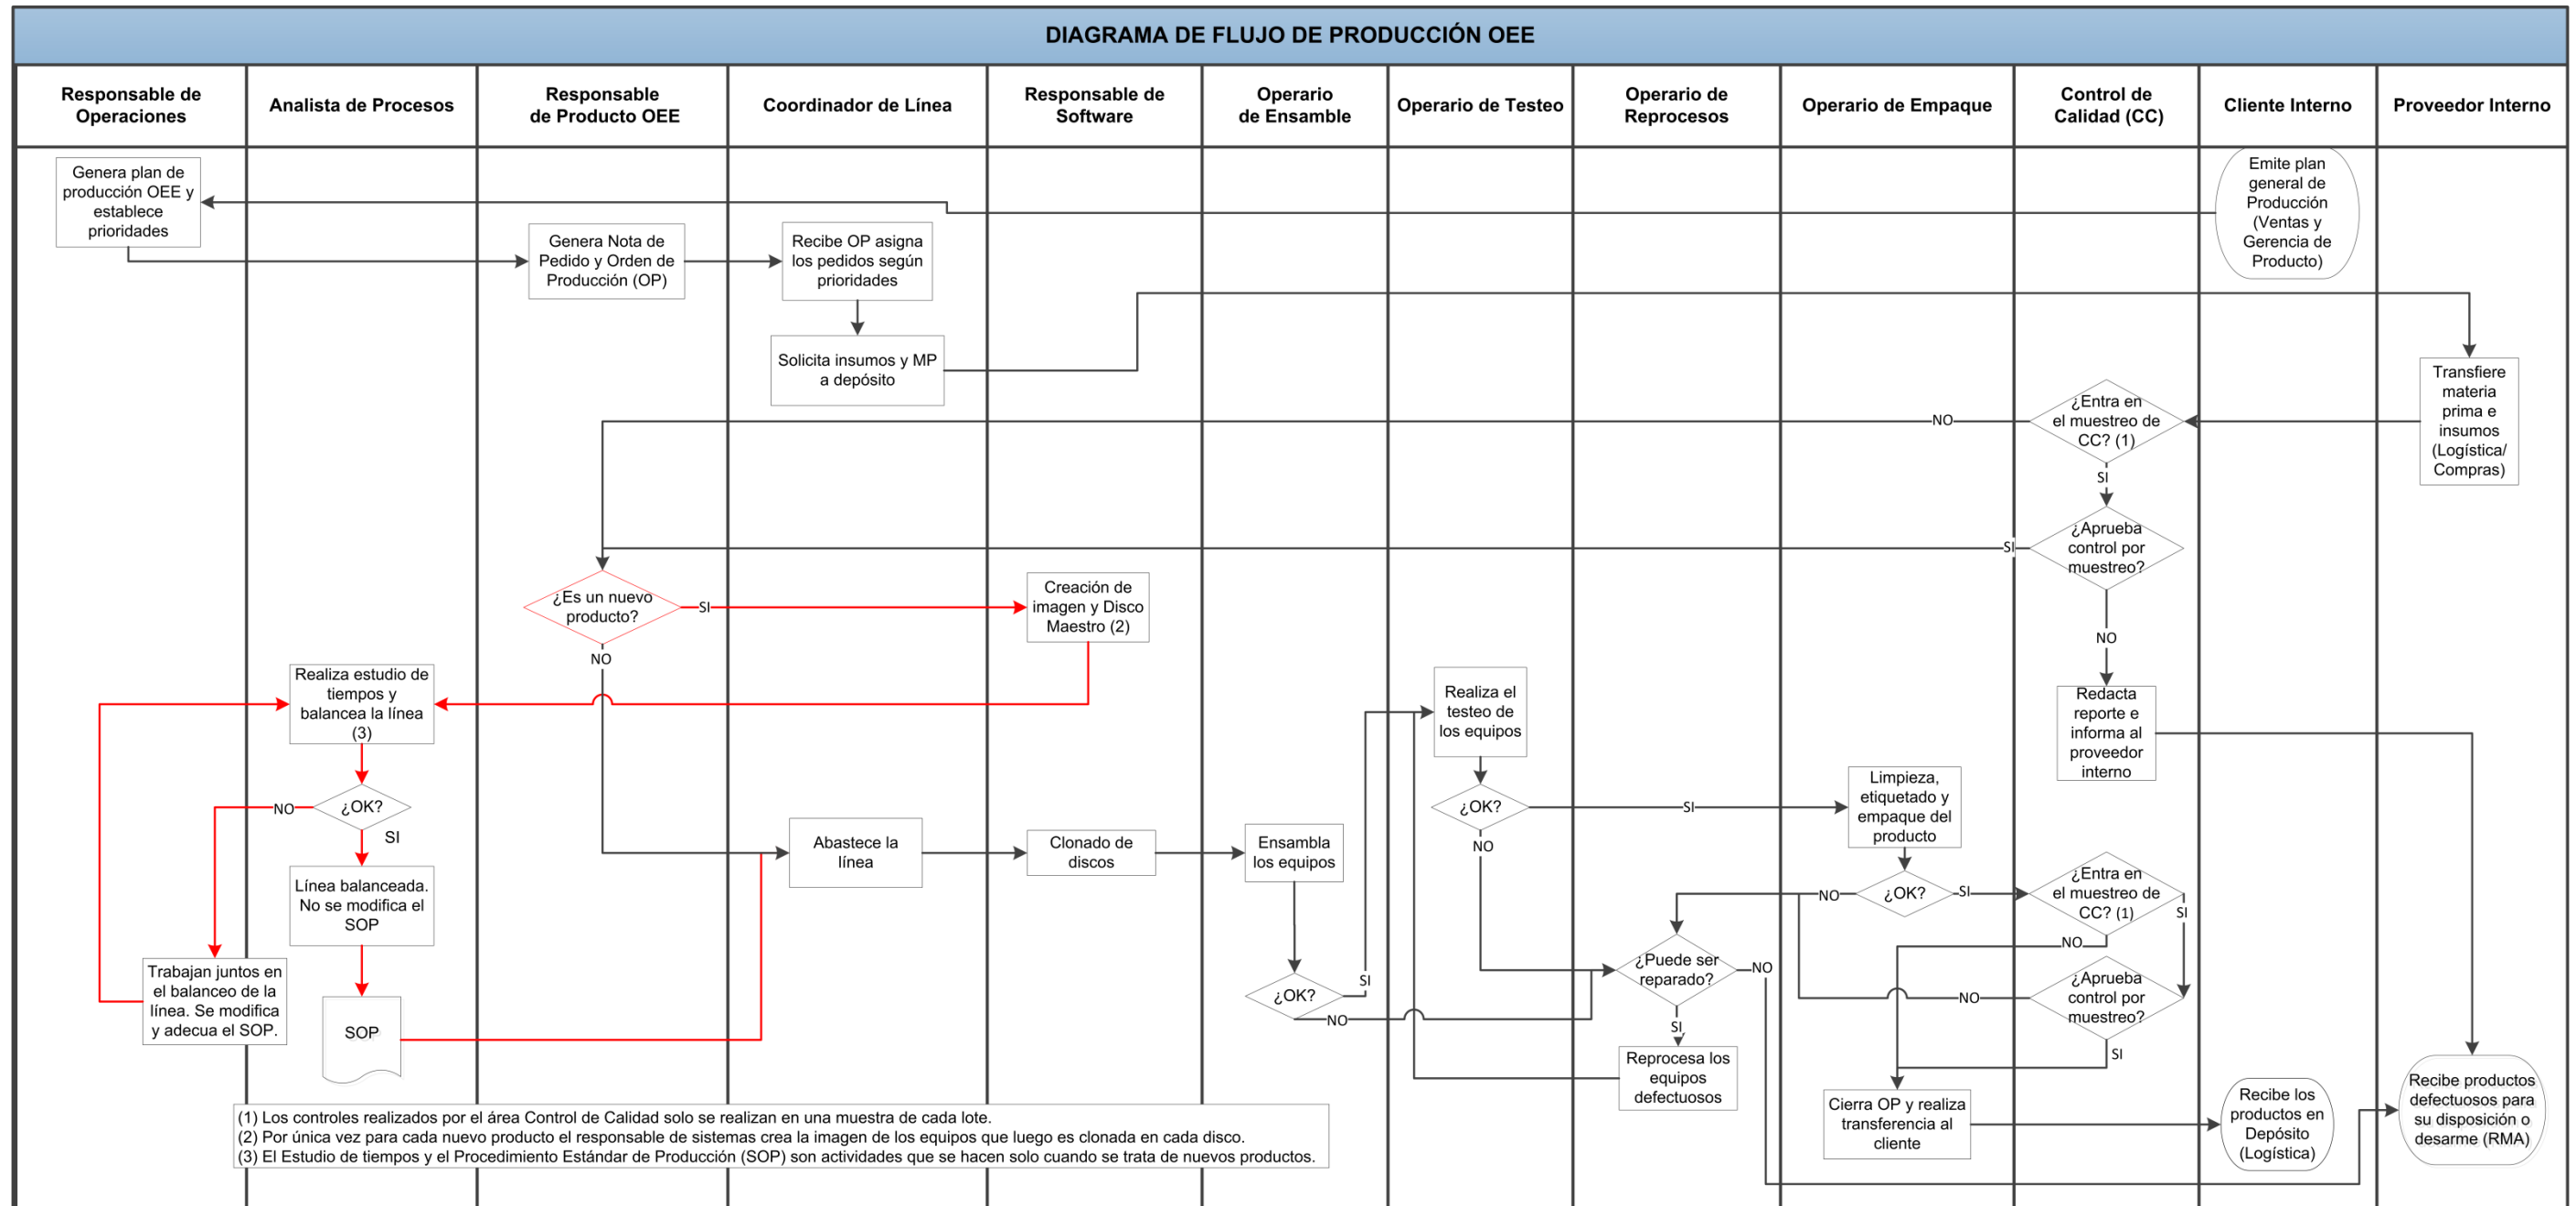 DIAGRAMA DE FLUJO DE PRODUCCIÓN OEE
Responsable de
Operaciones
Analista de Procesos
Responsable
de Producto OEE
Coordinador de Línea
Responsable de
Software
Operario
de Ensamble
Operario de Testeo
Operario de
Reprocesos
Operario de Empaque
Control de
Calidad (CC)
Cliente Interno
Proveedor Interno
Emite plan
general de
Producción
(Ventas y
Gerencia de
Producto)
Genera plan de
producción OEE y
establece
prioridades
Genera Nota de
Pedido y Orden de
Producción (OP)
Recibe OP asigna
los pedidos según
prioridades
Solicita insumos y MP
a depósito
Transfiere
materia
prima e
insumos
(Logística/
Compras)
¿Entra en
el muestreo de
CC? (1)
NO
SI
¿Aprueba
control por
muestreo?
SI
NO
Redacta
reporte e
informa al
proveedor
interno
¿Es un nuevo
producto?
SI
NO
Creación de
imagen y Disco
Maestro (2)
Realiza estudio de
tiempos y
balancea la línea
(3)
¿OK?
NO
SI
Línea balanceada.
No se modifica el
SOP
Trabajan juntos en
el balanceo de la
línea. Se modifica
y adecua el SOP.
SOP
Abastece la
línea
Clonado de
discos
Ensambla
los equipos
¿OK?
SI
NO
Realiza el
testeo de
los equipos
¿OK?
SI
NO
¿Puede ser
reparado?
NO
SI
Reprocesa los
equipos
defectuosos
Limpieza,
etiquetado y
empaque del
producto
¿OK?
NO
SI
¿Entra en
el muestreo de
CC? (1)
SI
NO
¿Aprueba
control por
muestreo?
NO
SI
Cierra OP y realiza
transferencia al
cliente
Recibe los
productos en
Depósito
(Logística)
Recibe productos
defectuosos para
su disposición o
desarme (RMA)
(1) Los controles realizados por el área Control de Calidad solo se realizan en una muestra de cada lote.
(2) Por única vez para cada nuevo producto el responsable de sistemas crea la imagen de los equipos que luego es clonada en cada disco.
(3) El Estudio de tiempos y el Procedimiento Estándar de Producción (SOP) son actividades que se hacen solo cuando se trata de nuevos productos.